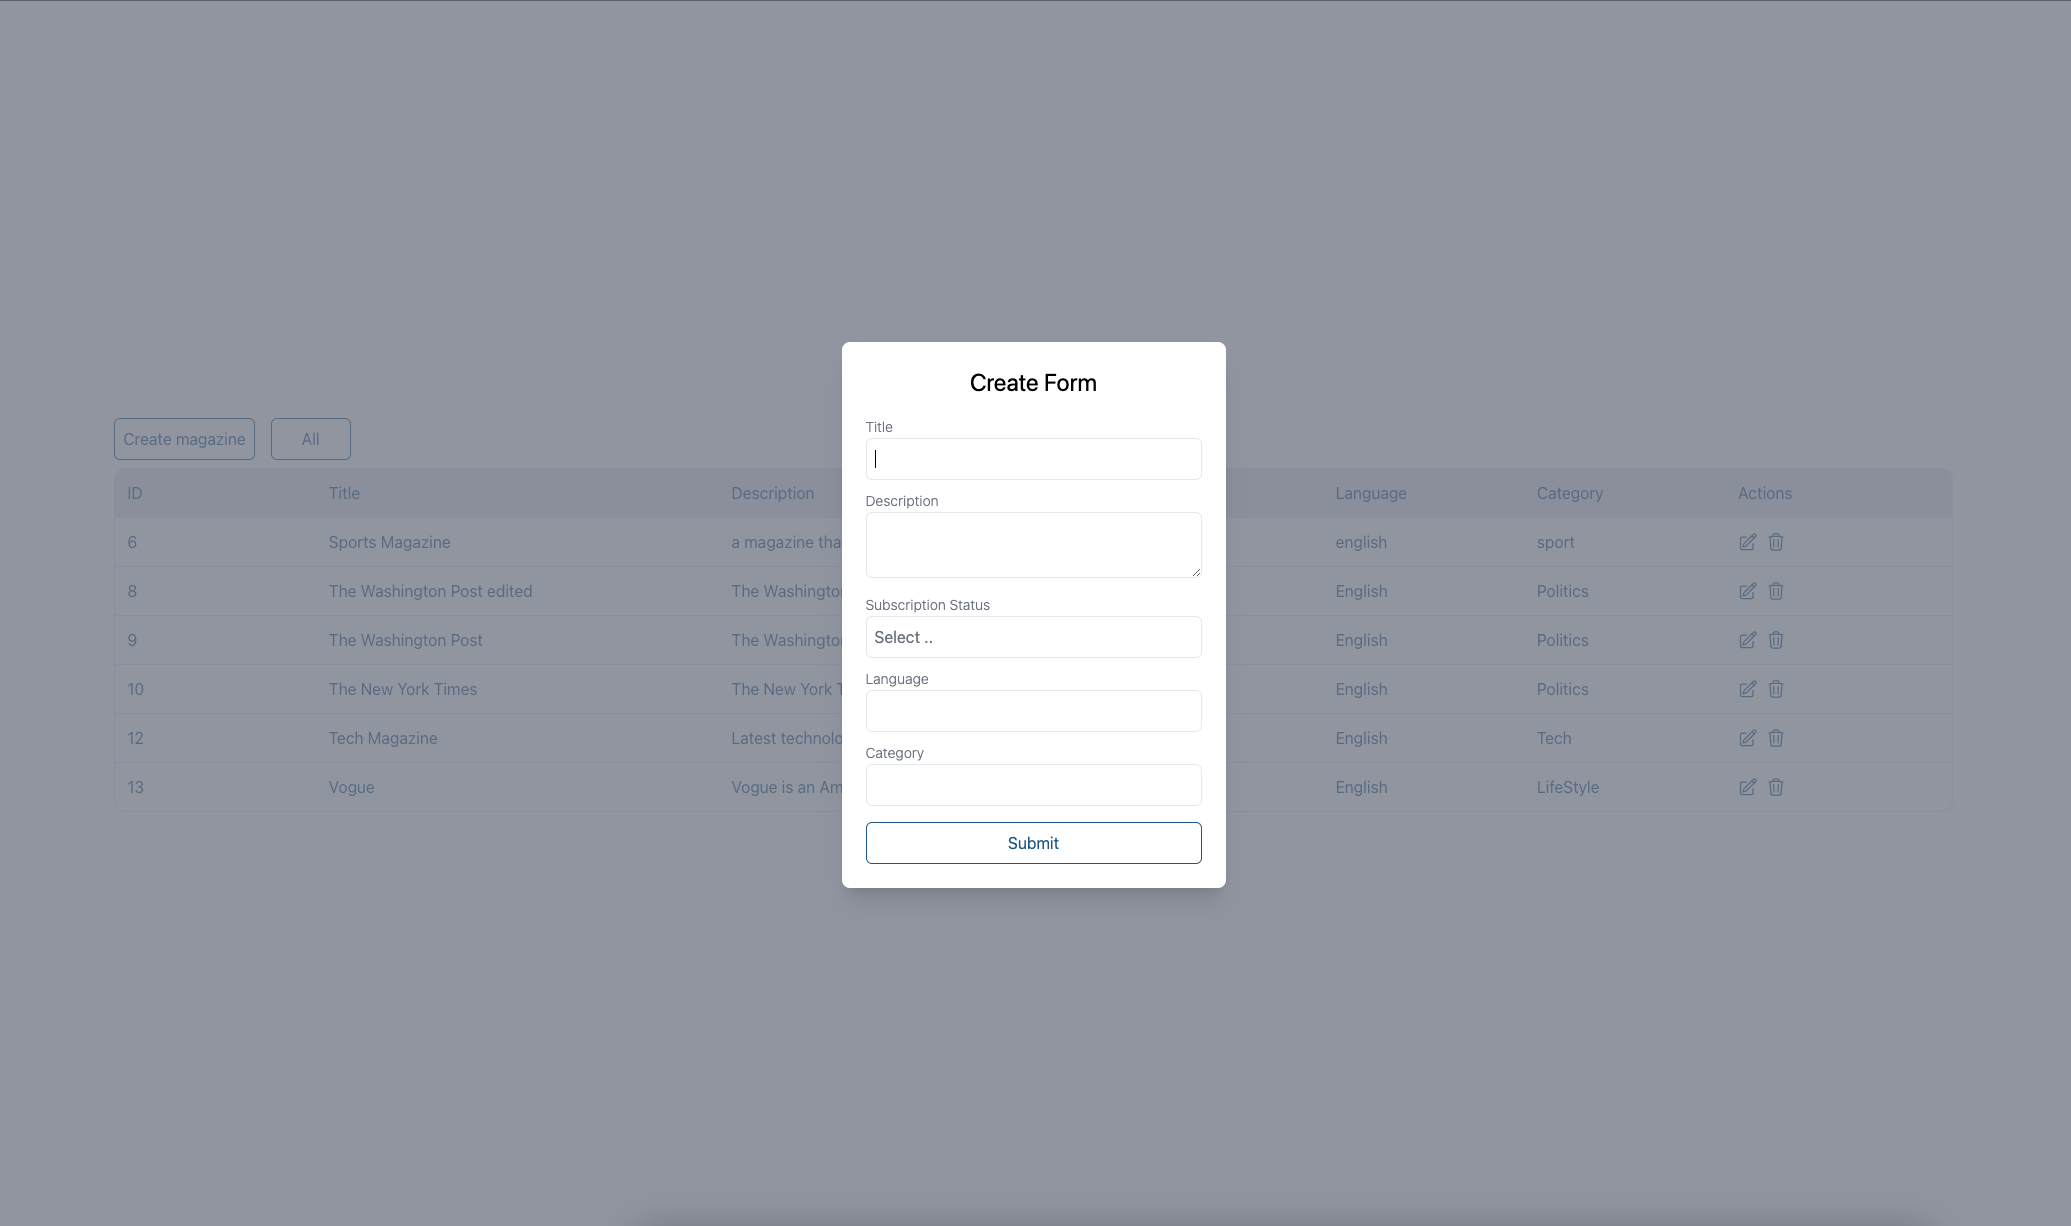 Create Form
Title
Description
Subscription Status
Select ..
Language
Category
Submit
Create magazine All
ID Title Description Language Category Actions
6 Sports Magazine a magazine tha english sport
8 The Washington Post edited The Washingto English Politics
9 The Washington Post The Washingto English Politics
10 The New York Times The New York English Politics
12 Tech Magazine Latest technolo English Tech
13 Vogue Vogue is an Am English LifeStyle